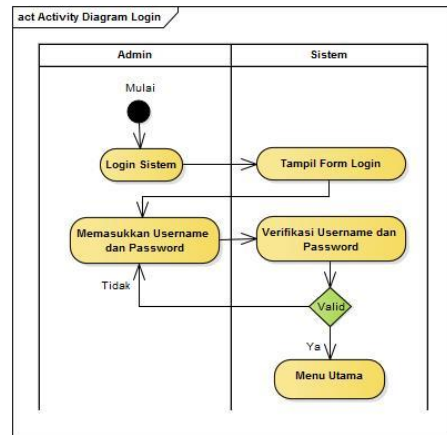 act Activity Diagram Login
Admin
Sistem
Mulai
Login Sistem
Tampil Form Login
Memasukkan Username
dan Password
Verifikasi Username dan
Password
Tidak
Valid
Ya
Menu Utama